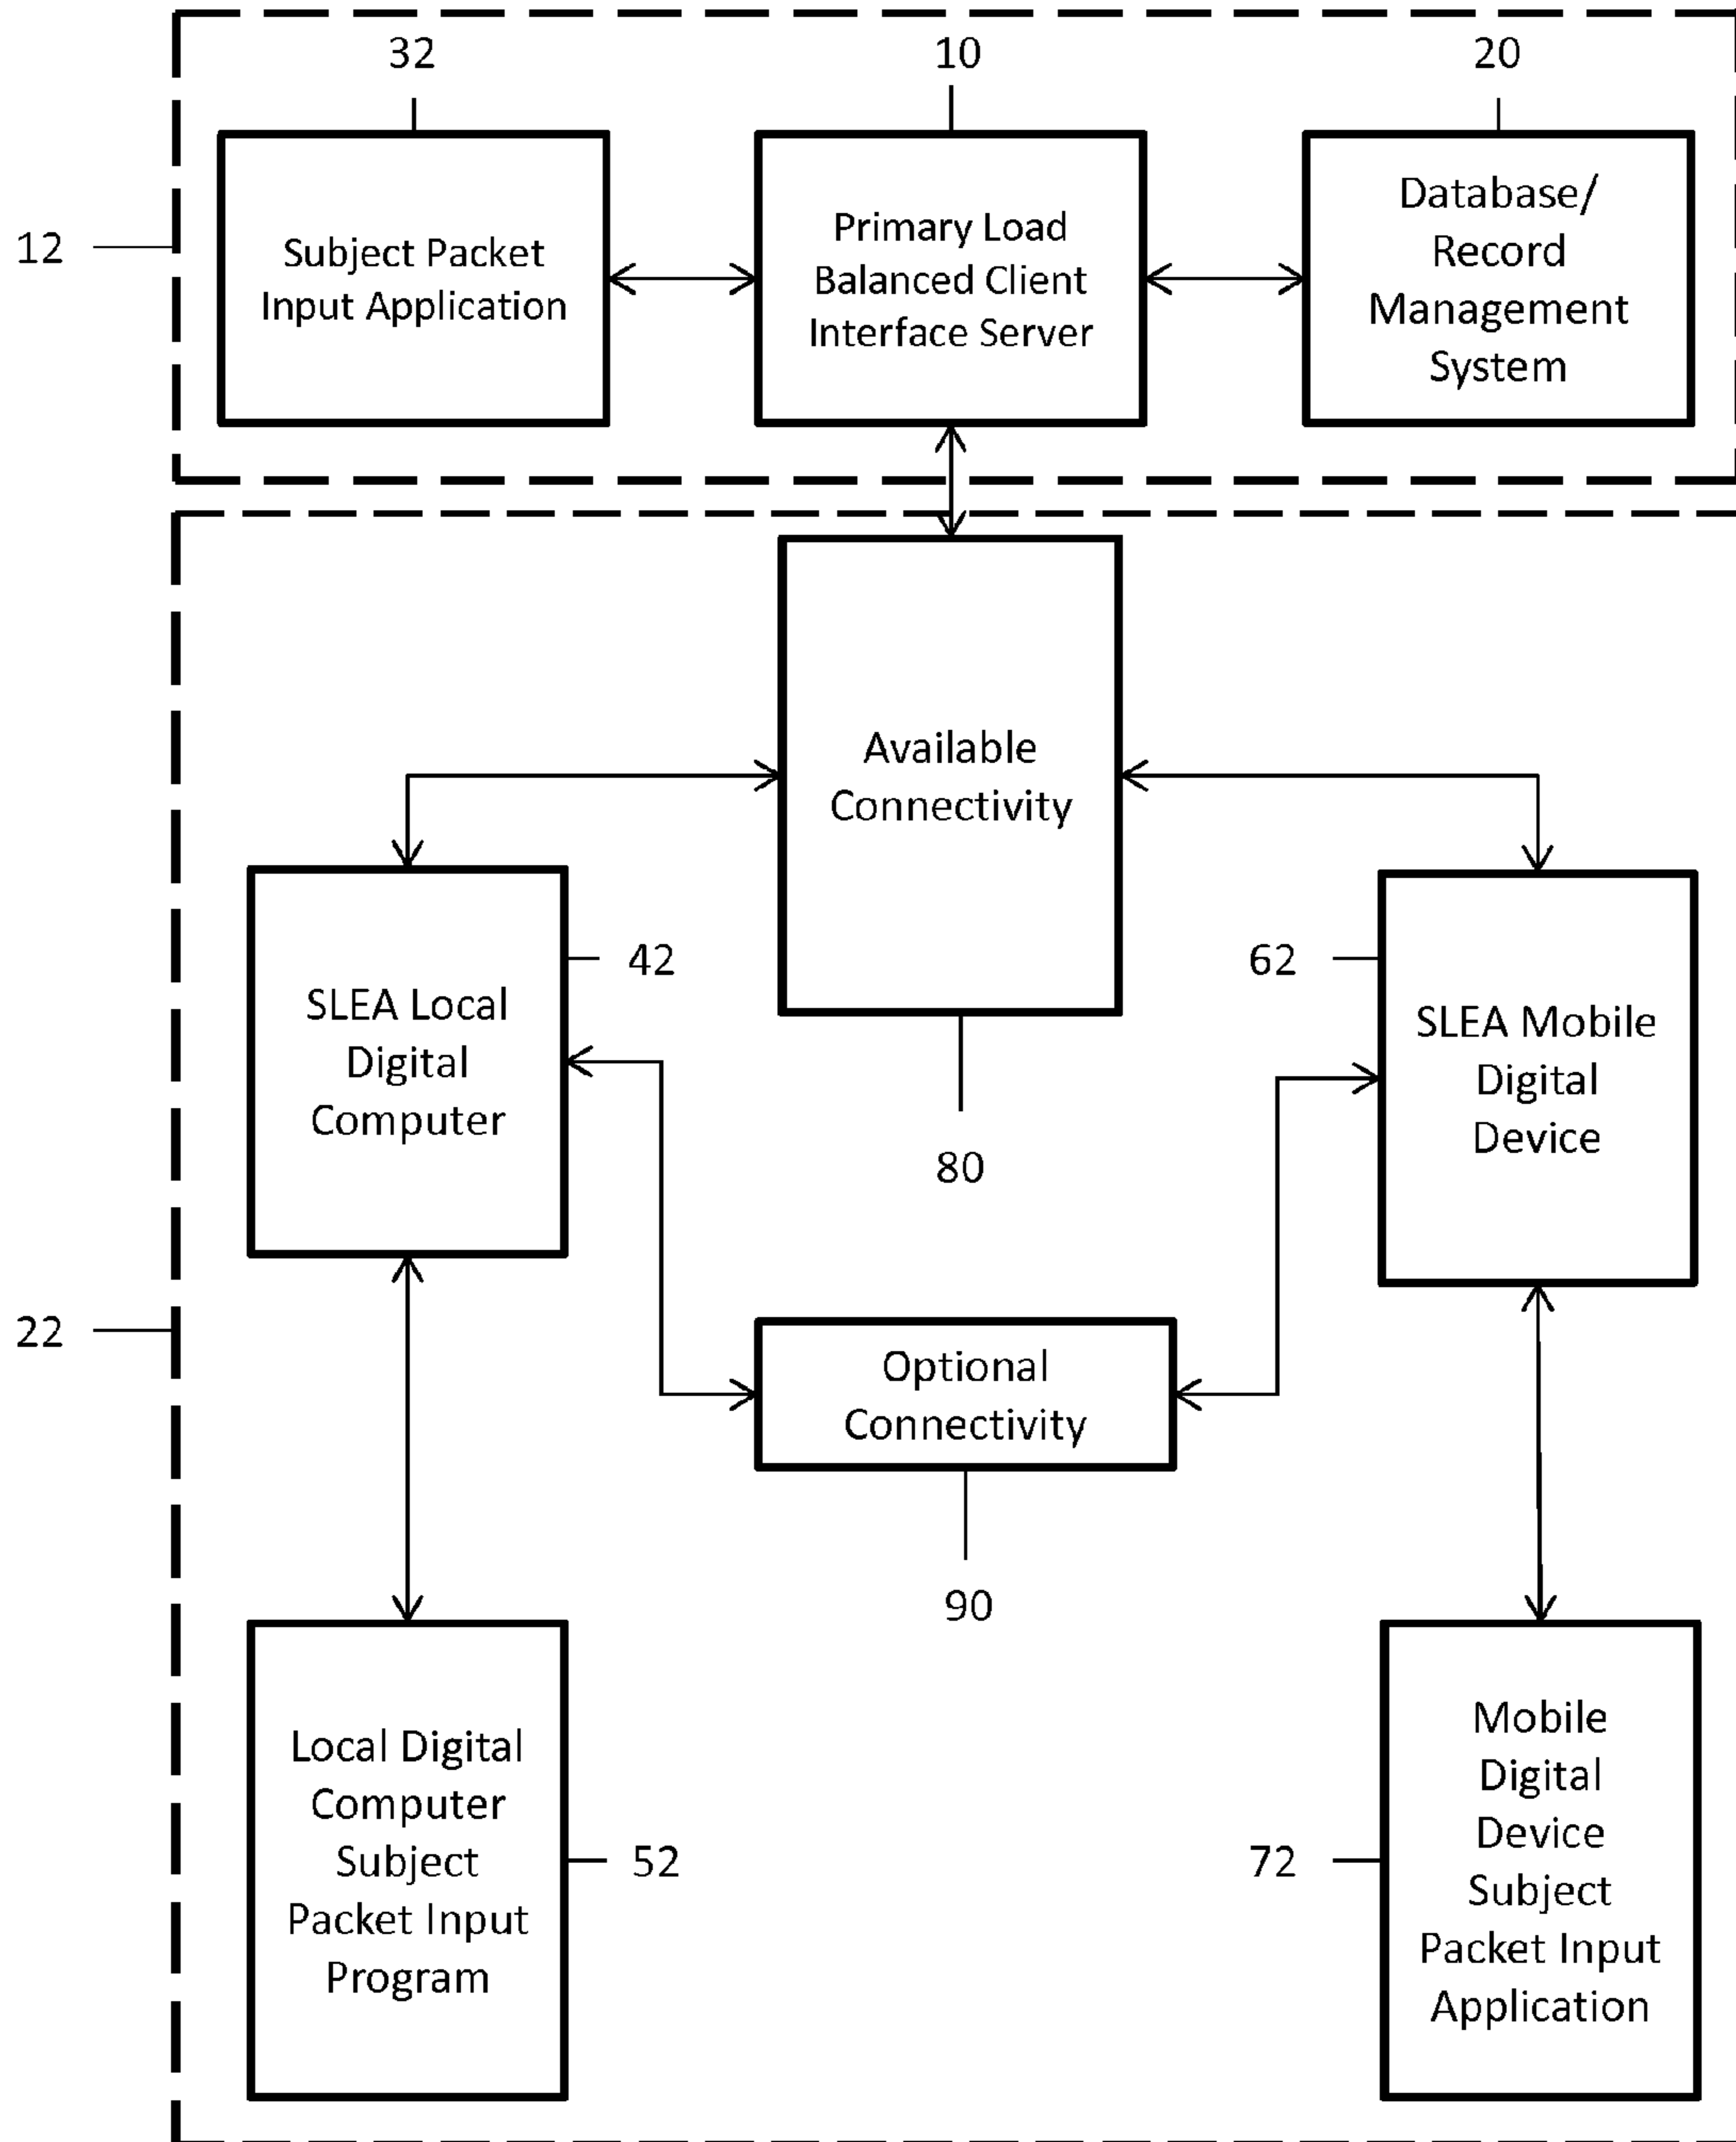 32
10
20
12
Subject Packet
Input Application
Primary Load
Balanced Client
Interface Server
Database/
Record
Management
System
Available
Connectivity
80
SLEA Local
Digital
Computer
42
62
SLEA Mobile
Digital
Device
22
Optional
Connectivity
90
Local Digital
Computer
Subject
Packet Input
Program
52
72
Mobile
Digital
Device
Subject
Packet Input
Application